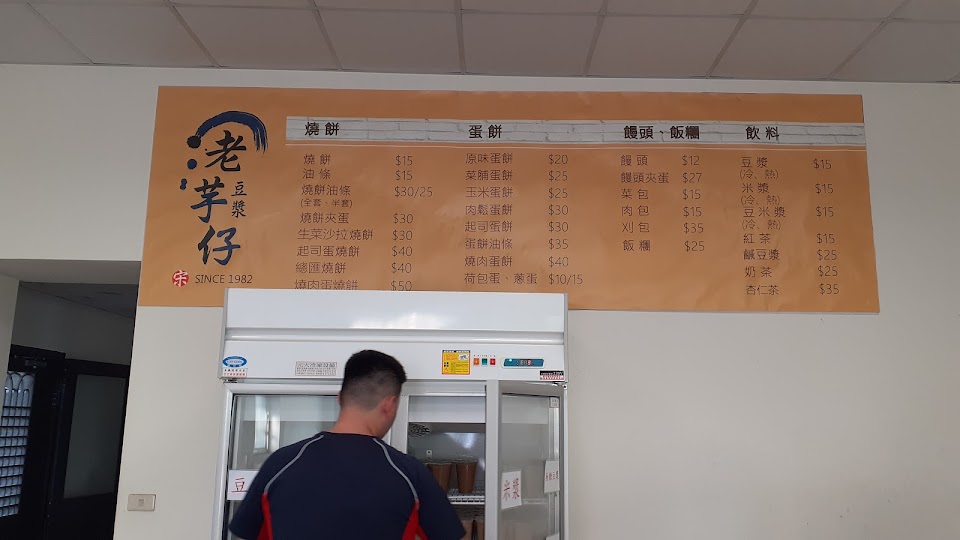 老芋仔
豆漿
宋 SINCE 1982
燒餅
燒餅 $15
油條 $15
燒餅油條 $30/25
(全套、半套)
燒餅夾蛋 $30
生菜沙拉燒餅 $30
起司蛋燒餅 $40
總匯燒餅 $40
燒肉蛋燒餅 $50
蛋餅
原味蛋餅 $20
菜脯蛋餅 $25
玉米蛋餅 $25
肉鬆蛋餅 $30
起司蛋餅 $30
蛋餅油條 $35
燒肉蛋餅 $40
荷包蛋、蔥蛋 $10/15
饅頭、飯糰
饅頭 $12
饅頭夾蛋 $27
菜包 $15
肉包 $15
刈包 $35
飯糰 $25
飲料
豆漿 $15
(冷、熱)
米漿 $15
(冷、熱)
豆米漿 $15
(冷、熱)
紅茶 $15
鹹豆漿 $25
奶茶 $25
杏仁茶 $35
豆
米漿